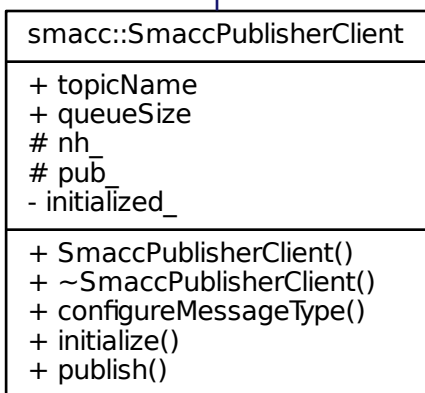 smacc::SmaccPublisherClient
+ topicName
+ queueSize
# nh_
# pub_
- initialized_
+ SmaccPublisherClient()
+ ~SmaccPublisherClient()
+ configureMessageType()
+ initialize()
+ publish()